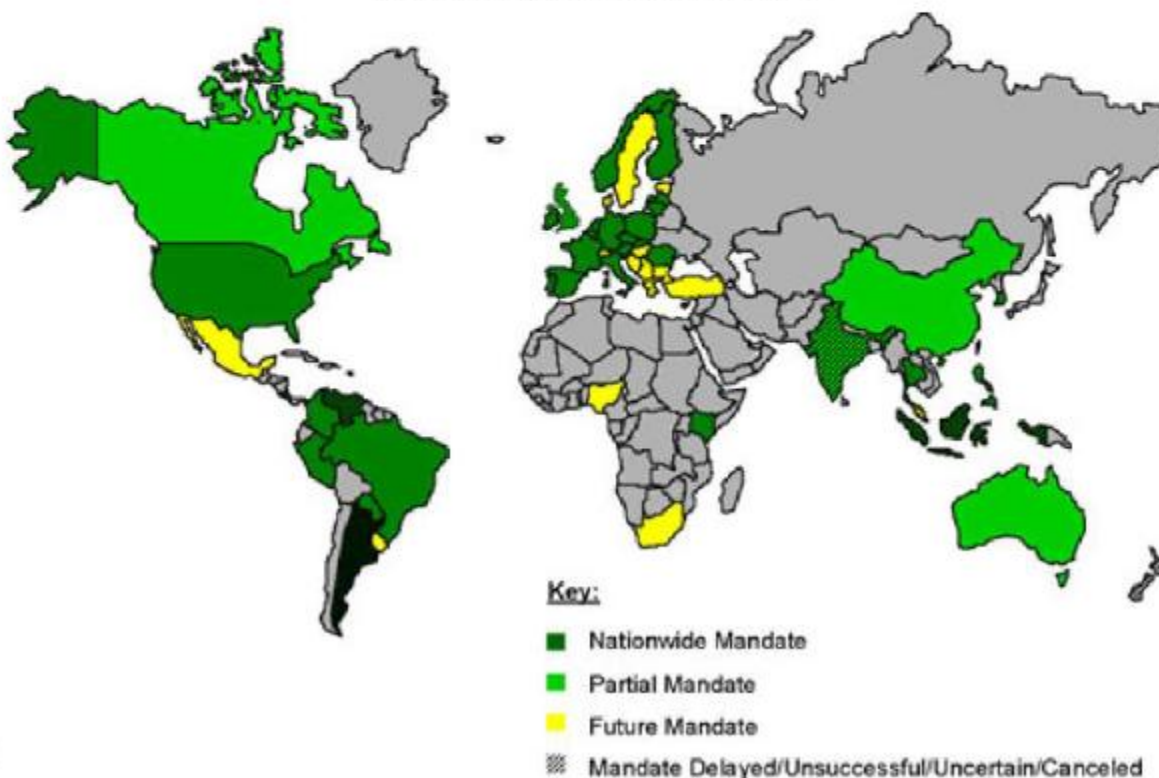 Key:
Nationwide Mandate
Partial Mandate
Future Mandate
Mandate Delayed/Unsuccessful/Uncertain/Canceled